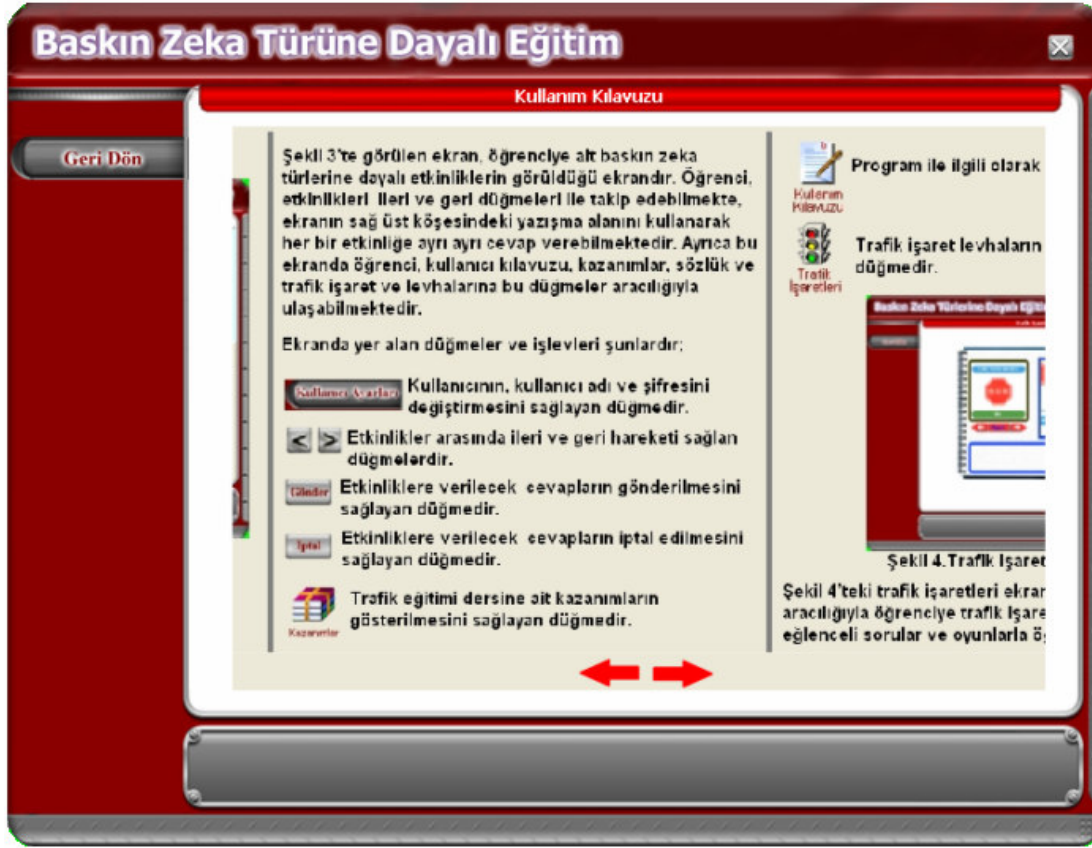 Baskın Zeka Türüne Dayalı Eğitim
Kullanım Kılavuzu
Geri Dön
Şekil 3'te görülen ekran, öğrenciye ait baskın zeka
türlerine dayalı etkinliklerin görüldüğü ekrandır. Öğrenci,
etkinlikleri ileri ve geri düğmeleri ile takip edebilmekte,
ekranın sağ üst köşesindeki yazışma alanını kullanarak
her bir etkinliğe ayrı ayrı cevap verebilmektedir. Ayrıca bu
ekranda öğrenci, kullanıcı kılavuzu, kazanımlar, sözlük ve
trafik işaret ve levhalarına bu düğmeler aracılığıyla
ulaşabilmektedir.
Ekranda yer alan düğmeler ve işlevleri şunlardır;
Kullanıcı Ayarları
Kullanıcının, kullanıcı adı ve şifresini
değiştirmesini sağlayan düğmedir.
< >
Etkinlikler arasında ileri ve geri hareketi sağlan
düğmelerdir.
Gönder
Etkinliklere verilecek cevapların gönderilmesini
sağlayan düğmedir.
İptal
Etkinliklere verilecek cevapların iptal edilmesini
sağlayan düğmedir.
Kazanımlar
Trafik eğitimi dersine ait kazanımların
gösterilmesini sağlayan düğmedir.
Kullanım
Kılavuzu
Program ile ilgili olarak
Trafik
İşaretleri
Trafik işaret levhaların
düğmedir.
Baskın Zeka Türlerine Dayalı Eğiti
Şekil 4.Trafik İşaret
Şekil 4'teki trafik işaretleri ekran
aracılığıyla öğrenciye trafik işare
eğlenceli sorular ve oyunlarla ö